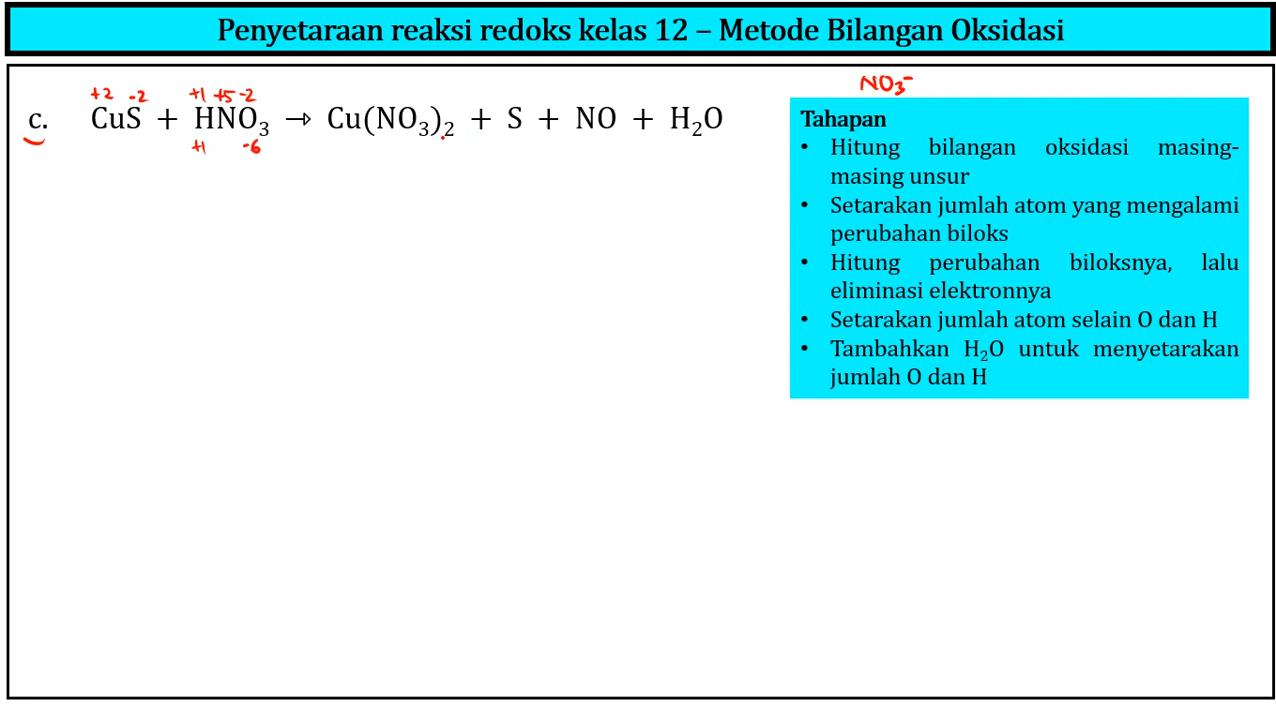 Penyetaraan reaksi redoks kelas 12 – Metode Bilangan Oksidasi
+2 -2 +1 +5 -2
c. CuS + HNO₃ → Cu(NO₃)₂ + S + NO + H₂O
+1 -6
NO₃⁻
Tahapan
• Hitung bilangan oksidasi masing-
masing unsur
• Setarakan jumlah atom yang mengalami
perubahan biloks
• Hitung perubahan biloksnya, lalu
eliminasi elektronnya
• Setarakan jumlah atom selain O dan H
• Tambahkan H₂O untuk menyetarakan
jumlah O dan H